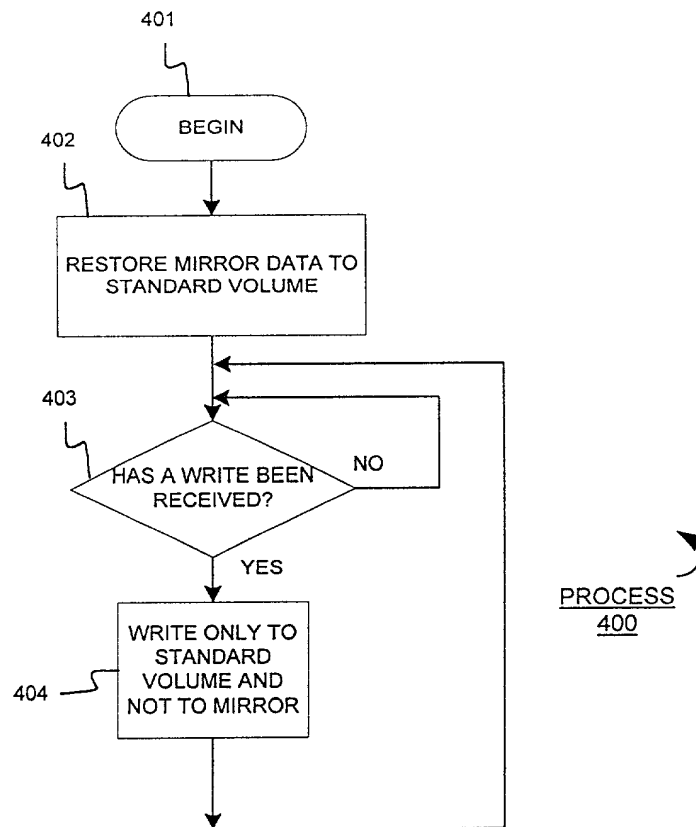 401
BEGIN
402
RESTORE MIRROR DATA TO
STANDARD VOLUME
403
HAS A WRITE BEEN
RECEIVED?
NO
YES
PROCESS
400
WRITE ONLY TO
STANDARD
VOLUME AND
NOT TO MIRROR
404